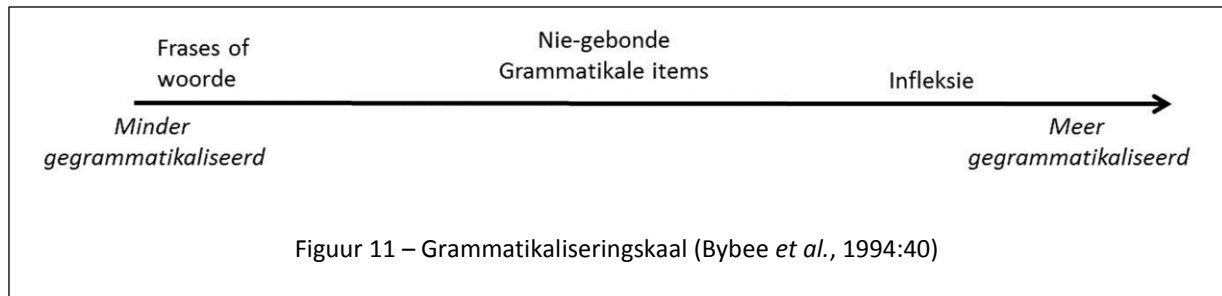 Frases of
woorde
Nie-gebonde
Grammatikale items
Infleksie
Minder
gegrammatikaliseerd
Meer
gegrammatikaliseerd
Figuur 11 – Grammatikaliseringskaal (Bybee et al., 1994:40)